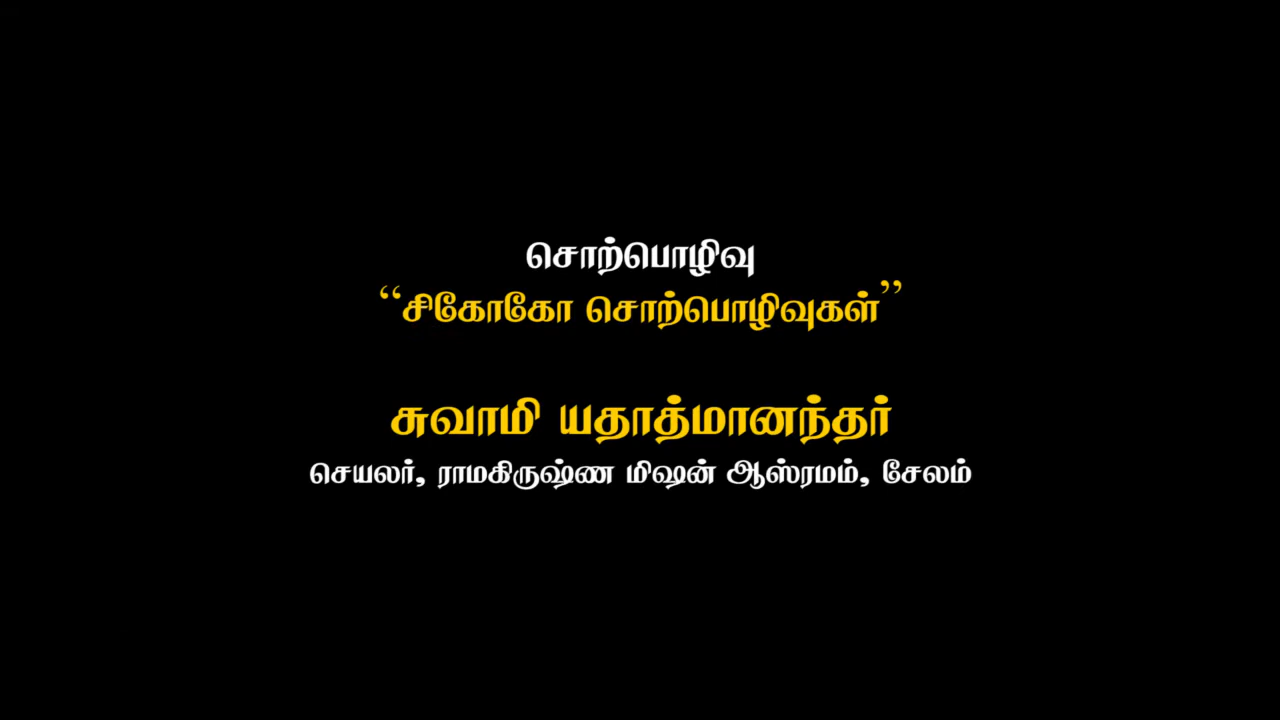 சொற்பொழிவு
“சிகோகோ சொற்பொழிவுகள்”
சுவாமி யதாத்மானந்தர்
செயலர், ராமகிருஷ்ண மிஷன் ஆஸ்ரமம், சேலம்